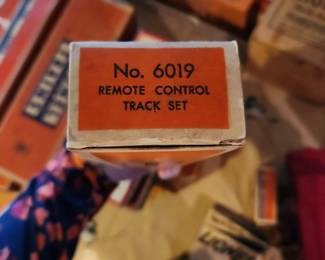 No. 6019
REMOTE CONTROL
TRACK SET